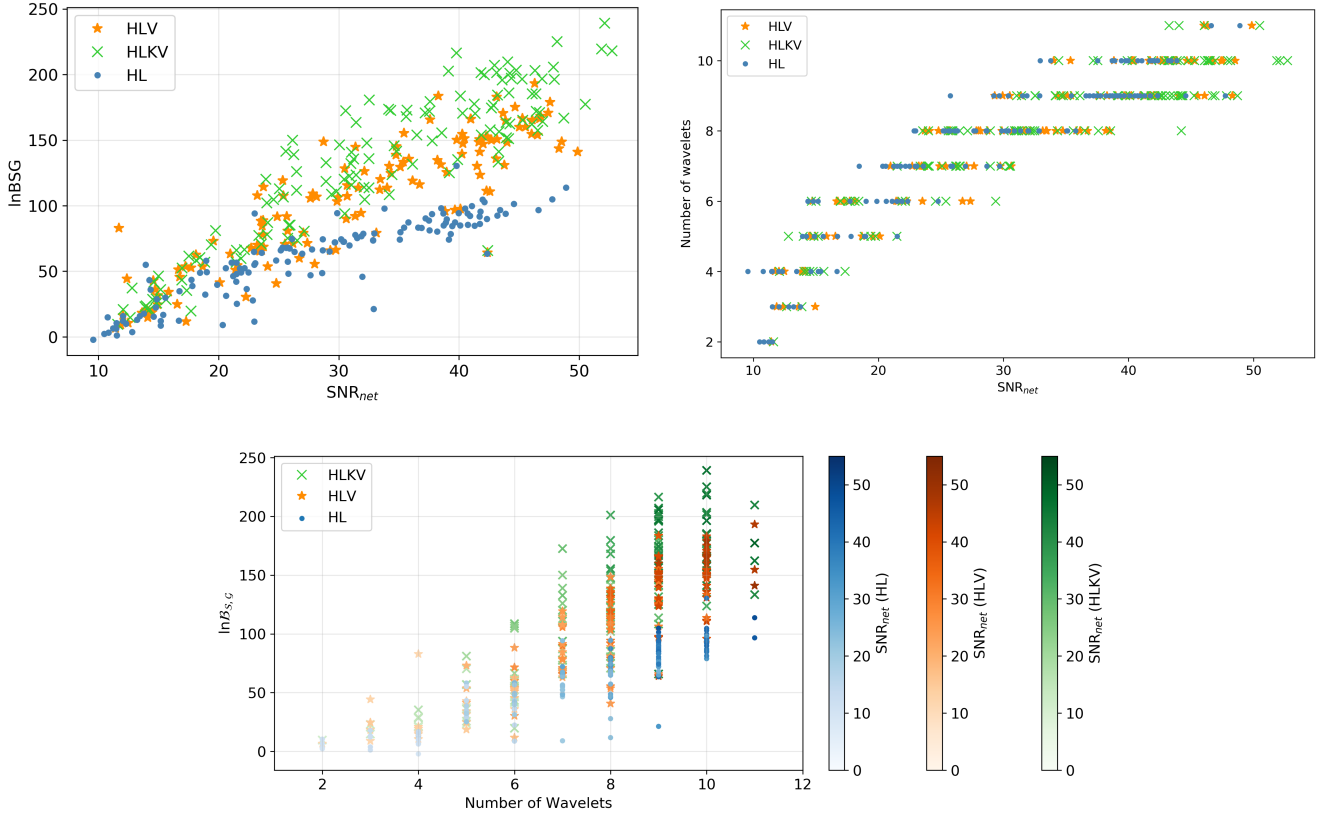 250
200
150
100
50
0
lnBSG
HLV
HLKV
HL
10 20 30 40 50
SNR_net
10
8
6
4
2
Number of wavelets
HLV
HLKV
HL
10 20 30 40 50
SNR_net
250
200
150
100
50
0
ln𝓑_{𝒮,𝒢}
HLKV
HLV
HL
2 4 6 8 10 12
Number of Wavelets
50
40
30
20
10
0
SNR_net (HL)
50
40
30
20
10
0
SNR_net (HLV)
50
40
30
20
10
0
SNR_net (HLKV)